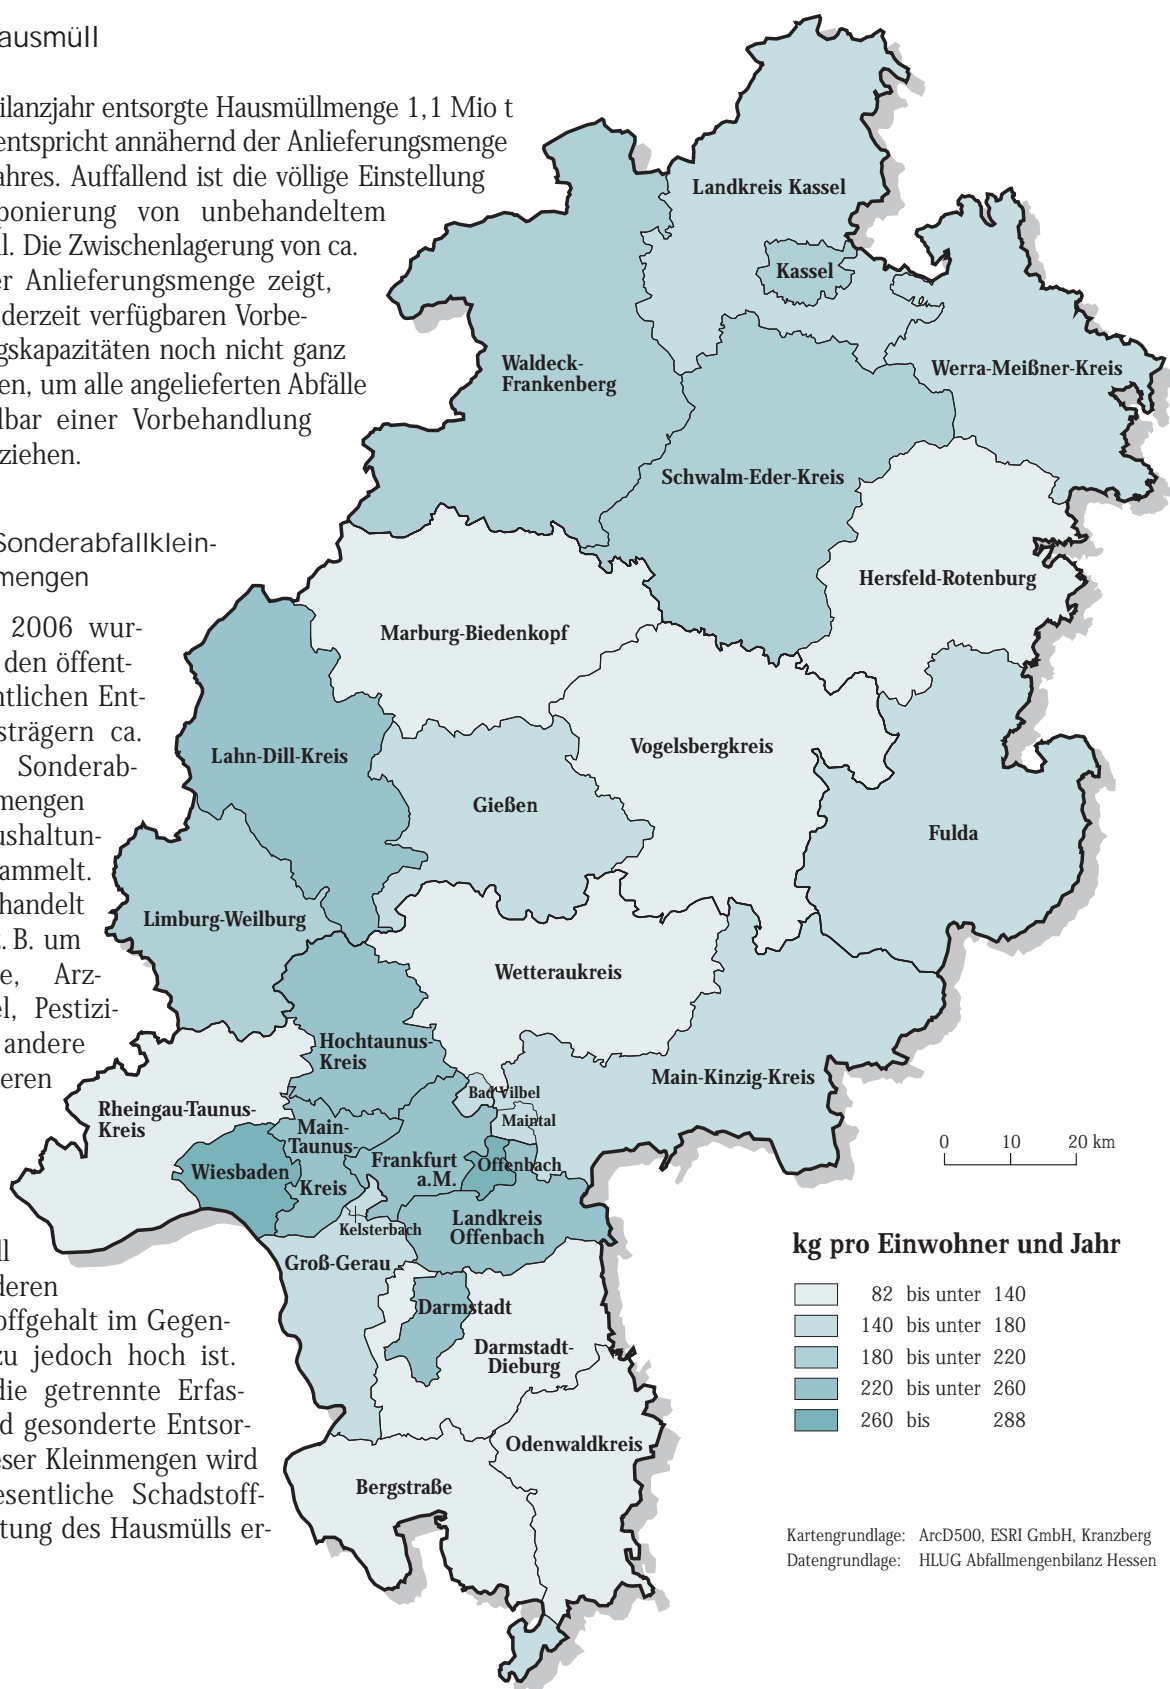 ausmüll
ilanzjahr entsorgte Hausmüllmenge 1,1 Mio t
entspricht annähernd der Anlieferungsmenge
ahres. Auffallend ist die völlige Einstellung
ponierung von unbehandeltem
ll. Die Zwischenlagerung von ca.
er Anlieferungsmenge zeigt,
derzeit verfügbaren Vorbe-
gskapazitäten noch nicht ganz
en, um alle angelieferten Abfälle
lbar einer Vorbehandlung
ziehen.
Sonderabfallklein-
mengen
2006 wur-
den öffent-
ntlichen Ent-
strägern ca.
Sonderab-
mengen
ushaltun-
ammelt.
handelt
z. B. um
e, Arz-
el, Pestizi-
andere
eren
ll
deren
offgehalt im Gegen-
zu jedoch hoch ist.
die getrennte Erfas-
d gesonderte Entsor-
eser Kleinmengen wird
esentliche Schadstoff-
tung des Hausmülls er-
Landkreis Kassel
Kassel
Waldeck-
Frankenberg
Werra-Meißner-Kreis
Schwalm-Eder-Kreis
Hersfeld-Rotenburg
Marburg-Biedenkopf
Lahn-Dill-Kreis
Vogelsbergkreis
Gießen
Fulda
Limburg-Weilburg
Wetteraukreis
Hochtaunus-
Kreis
Main-Kinzig-Kreis
Bad Vilbel
Rheingau-Taunus-
Kreis
Maintal
Main-
Taunus-
Kreis
Frankfurt
a.M.
Offenbach
Wiesbaden
Kelsterbach
Landkreis
Offenbach
Groß-Gerau
Darmstadt
Darmstadt-
Dieburg
Odenwaldkreis
Bergstraße
0 10 20 km
kg pro Einwohner und Jahr
82 bis unter 140
140 bis unter 180
180 bis unter 220
220 bis unter 260
260 bis 288
Kartengrundlage: ArcD500, ESRI GmbH, Kranzberg
Datengrundlage: HLUG Abfallmengenbilanz Hessen